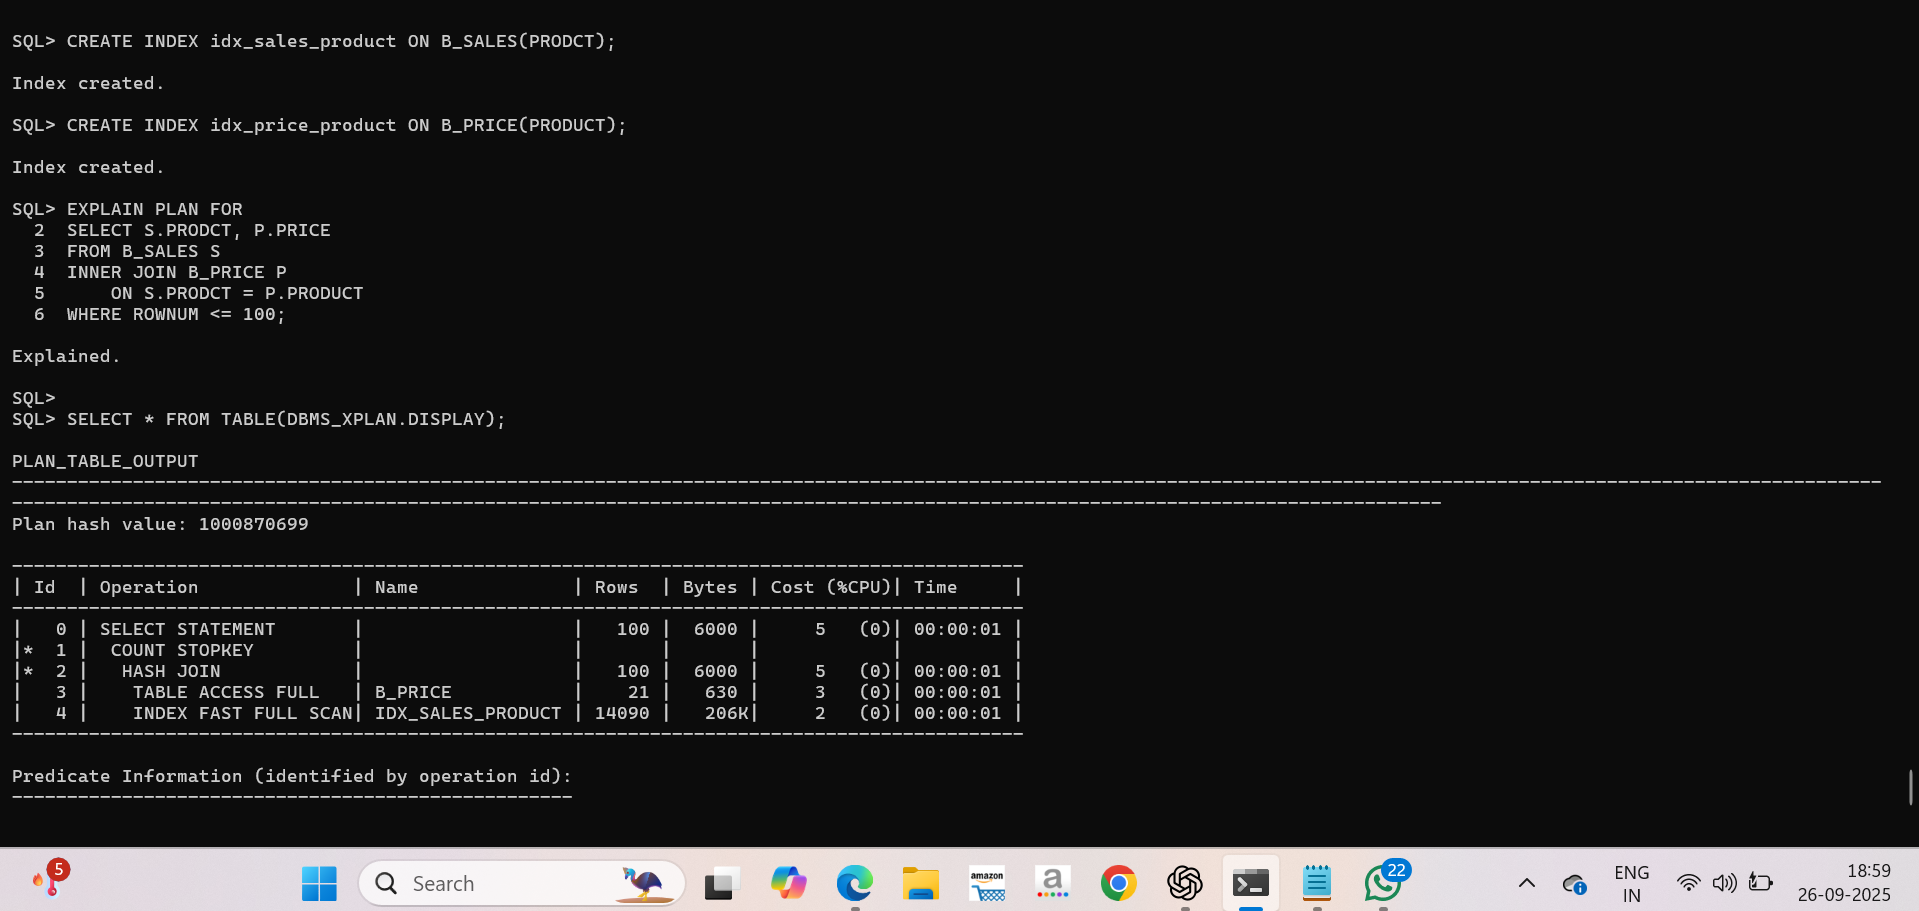 SQL> CREATE INDEX idx_sales_product ON B_SALES(PRODCT);
Index created.
SQL> CREATE INDEX idx_price_product ON B_PRICE(PRODUCT);
Index created.
SQL> EXPLAIN PLAN FOR
  2  SELECT S.PRODCT, P.PRICE
  3  FROM B_SALES S
  4  INNER JOIN B_PRICE P
  5      ON S.PRODCT = P.PRODUCT
  6  WHERE ROWNUM <= 100;
Explained.
SQL>
SQL> SELECT * FROM TABLE(DBMS_XPLAN.DISPLAY);
PLAN_TABLE_OUTPUT
--------------------------------------------------------------------------------------------------------------------------------------------------------------------------
----------------------------------------------------------------------------------------------------------------------------------
Plan hash value: 1000870699
--------------------------------------------------------------------------------------------
| Id  | Operation              | Name              | Rows  | Bytes | Cost (%CPU)| Time     |
--------------------------------------------------------------------------------------------
|   0 | SELECT STATEMENT       |                   |   100 |  6000 |     5   (0)| 00:00:01 |
|*  1 |  COUNT STOPKEY         |                   |       |       |            |          |
|*  2 |   HASH JOIN            |                   |   100 |  6000 |     5   (0)| 00:00:01 |
|   3 |    TABLE ACCESS FULL   | B_PRICE           |    21 |   630 |     3   (0)| 00:00:01 |
|   4 |    INDEX FAST FULL SCAN| IDX_SALES_PRODUCT | 14090 |   206K|     2   (0)| 00:00:01 |
--------------------------------------------------------------------------------------------
Predicate Information (identified by operation id):
---------------------------------------------------
5
Search
amazon
a
22
ENG
IN
18:59
26-09-2025